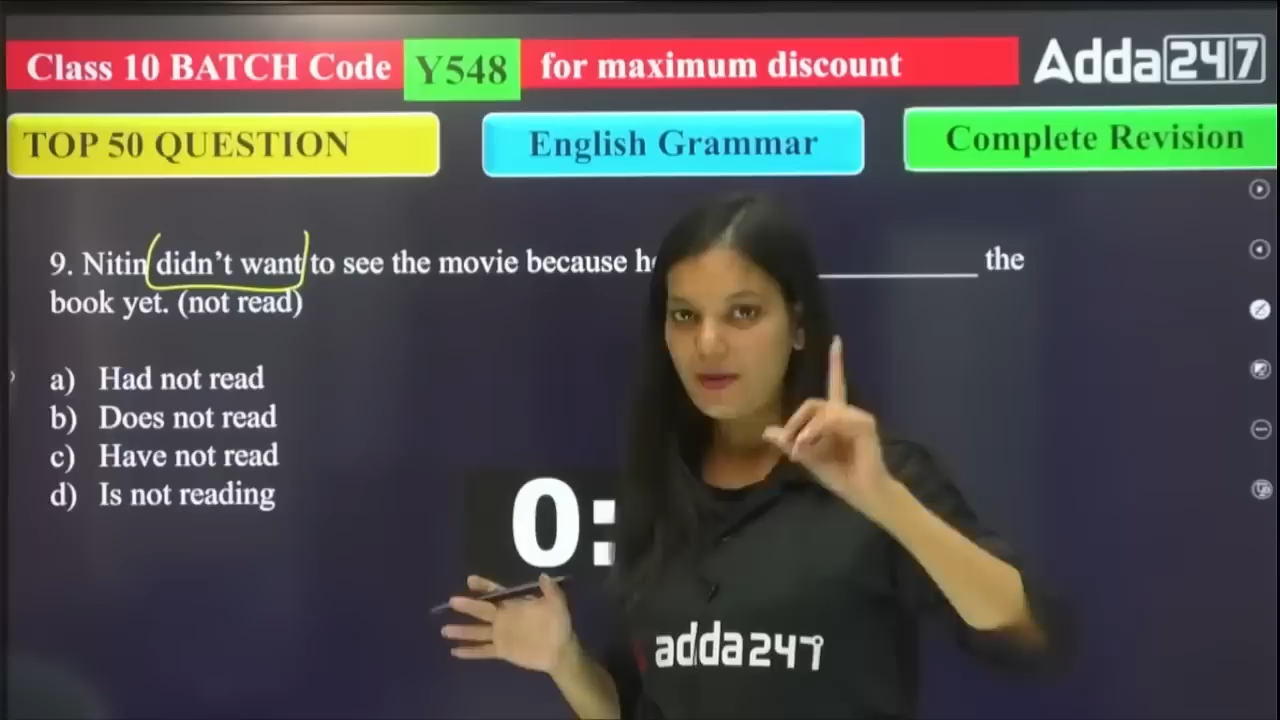 Class 10 BATCH Code Y548 for maximum discount
Adda247
TOP 50 QUESTION
English Grammar
Complete Revision
9. Nitin didn't want to see the movie because the
book yet. (not read)
a) Had not read
b) Does not read
c) Have not read
d) Is not reading
0:
adda247